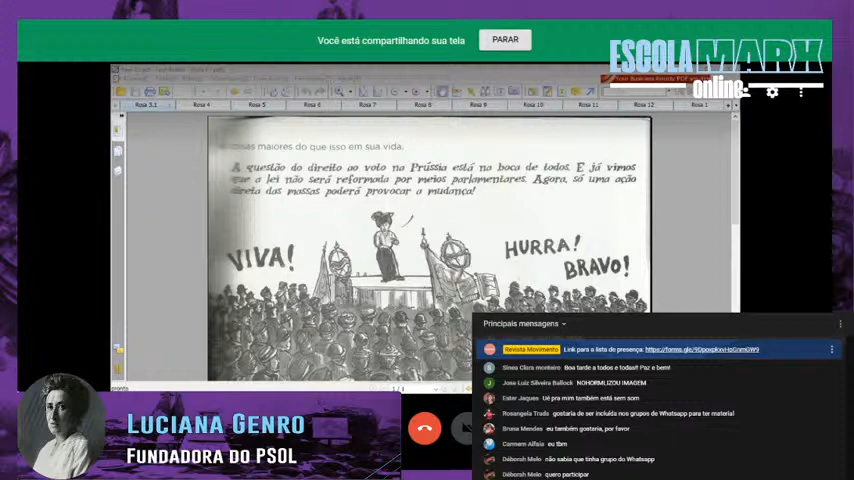 Você está compartilhando sua tela
PARAR
ESCOLA MARX
online
Rosa 3.1
Rosa 4
Rosa 5
Rosa 6
Rosa 7
Rosa 8
Rosa 9
Rosa 10
Rosa 11
Rosa 12
Rosa 1
maiores do que isso em sua vida.
A questão do direito ao voto na Prússia está na boca de todos. E já vimos
que a lei não será reformada por meios parlamentares. Agora, só uma ação
direta das massas poderá provocar a mudança!
VIVA!
HURRA!
BRAVO!
Principais mensagens
Revista Movimento Link para a lista de presença:
Sinea Clara monteiro Boa tarde a todos e todas!! Paz e bem!
Jose Luiz Silveira Ballock NOHORMLIZOU IMAGEM
Ester Jaques Ué pra mim também está sem som
Rosangela Trads gostaria de ser incluída nos grupos de Whatsapp para ter material
Bruna Mendes eu também gostaria, por favor
Carmem Alfaia eu tbm
Déborah Melo não sabia que tinha grupo do Whatsapp
Déborah Melo quero participar
1 / 1
LUCIANA GENRO
FUNDADORA DO PSOL